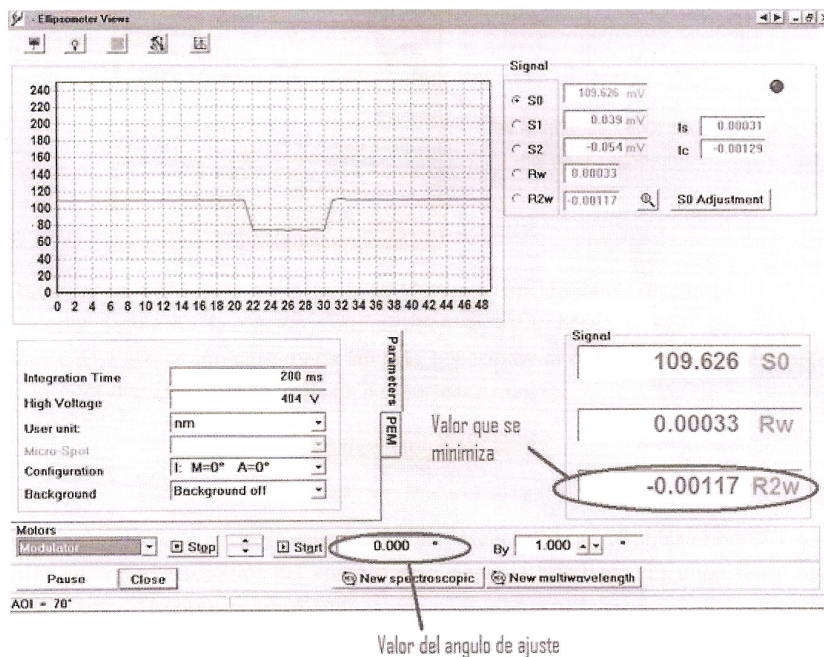 - Ellipsometer Views
Signal
S0 109.626 mV
S1 0.039 mV
S2 -0.054 mV
Rw 0.00033
R2w -0.00117
Is 0.00031
Ic -0.00129
S0 Adjustment
240
220
200
180
160
140
120
100
80
60
40
20
0
0 2 4 6 8 10 12 14 16 18 20 22 24 26 28 30 32 34 36 38 40 42 44 46 48
Integration Time 200 ms
High Voltage 404 V
User unit: nm
Micro-Spot
Configuration I: M=0° A=0°
Background Background off
Parameters
PEM
Signal
109.626 S0
0.00033 Rw
-0.00117 R2w
Valor que se
minimiza
Motors
Modulator Stop Start 0.000 ° By 1.000 °
Pause Close New spectroscopic New multiwavelength
AOI = 70°
Valor del angulo de ajuste